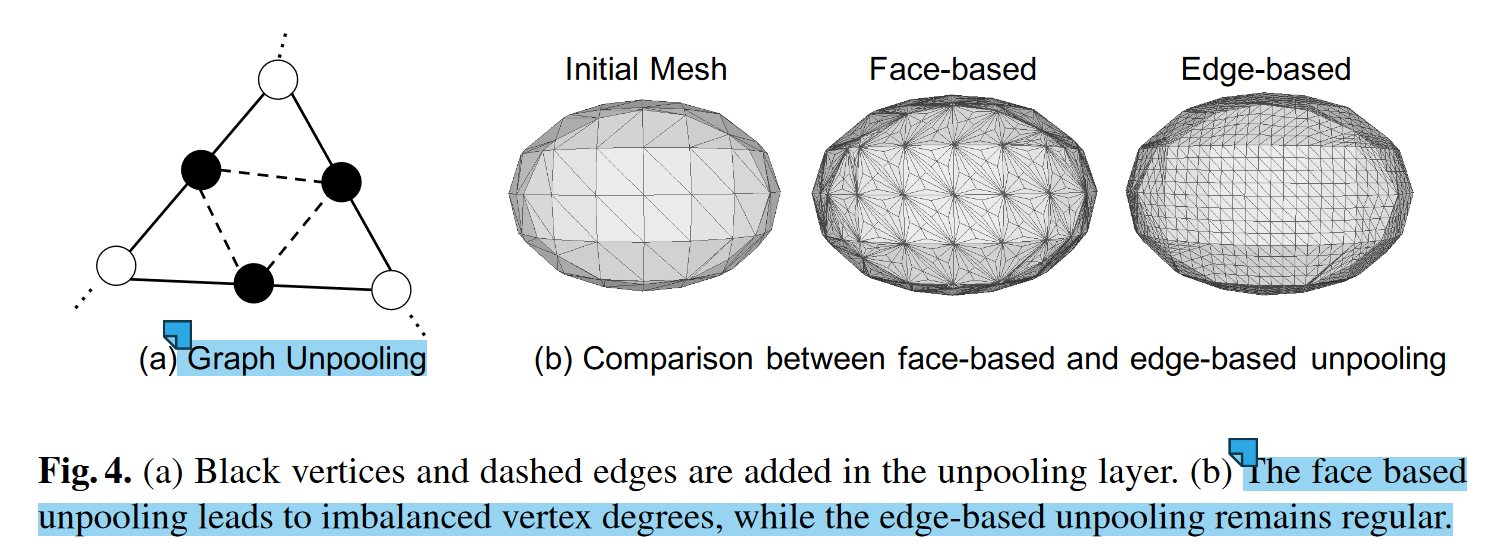 Initial Mesh Face-based Edge-based
(a) Graph Unpooling (b) Comparison between face-based and edge-based unpooling
Fig. 4. (a) Black vertices and dashed edges are added in the unpooling layer. (b) The face based
unpooling leads to imbalanced vertex degrees, while the edge-based unpooling remains regular.